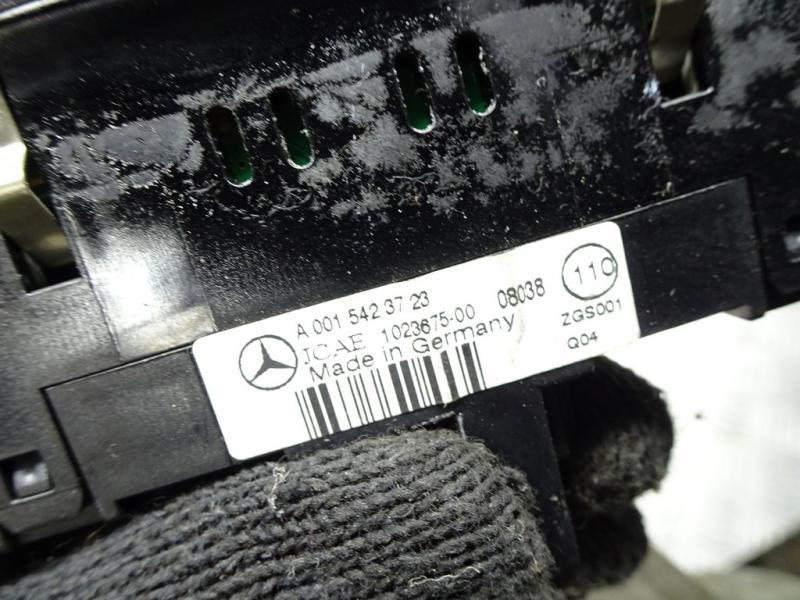 A 001 542 37 23
JCAE 1023675-00 08038 110
Made in Germany ZGS001
Q04